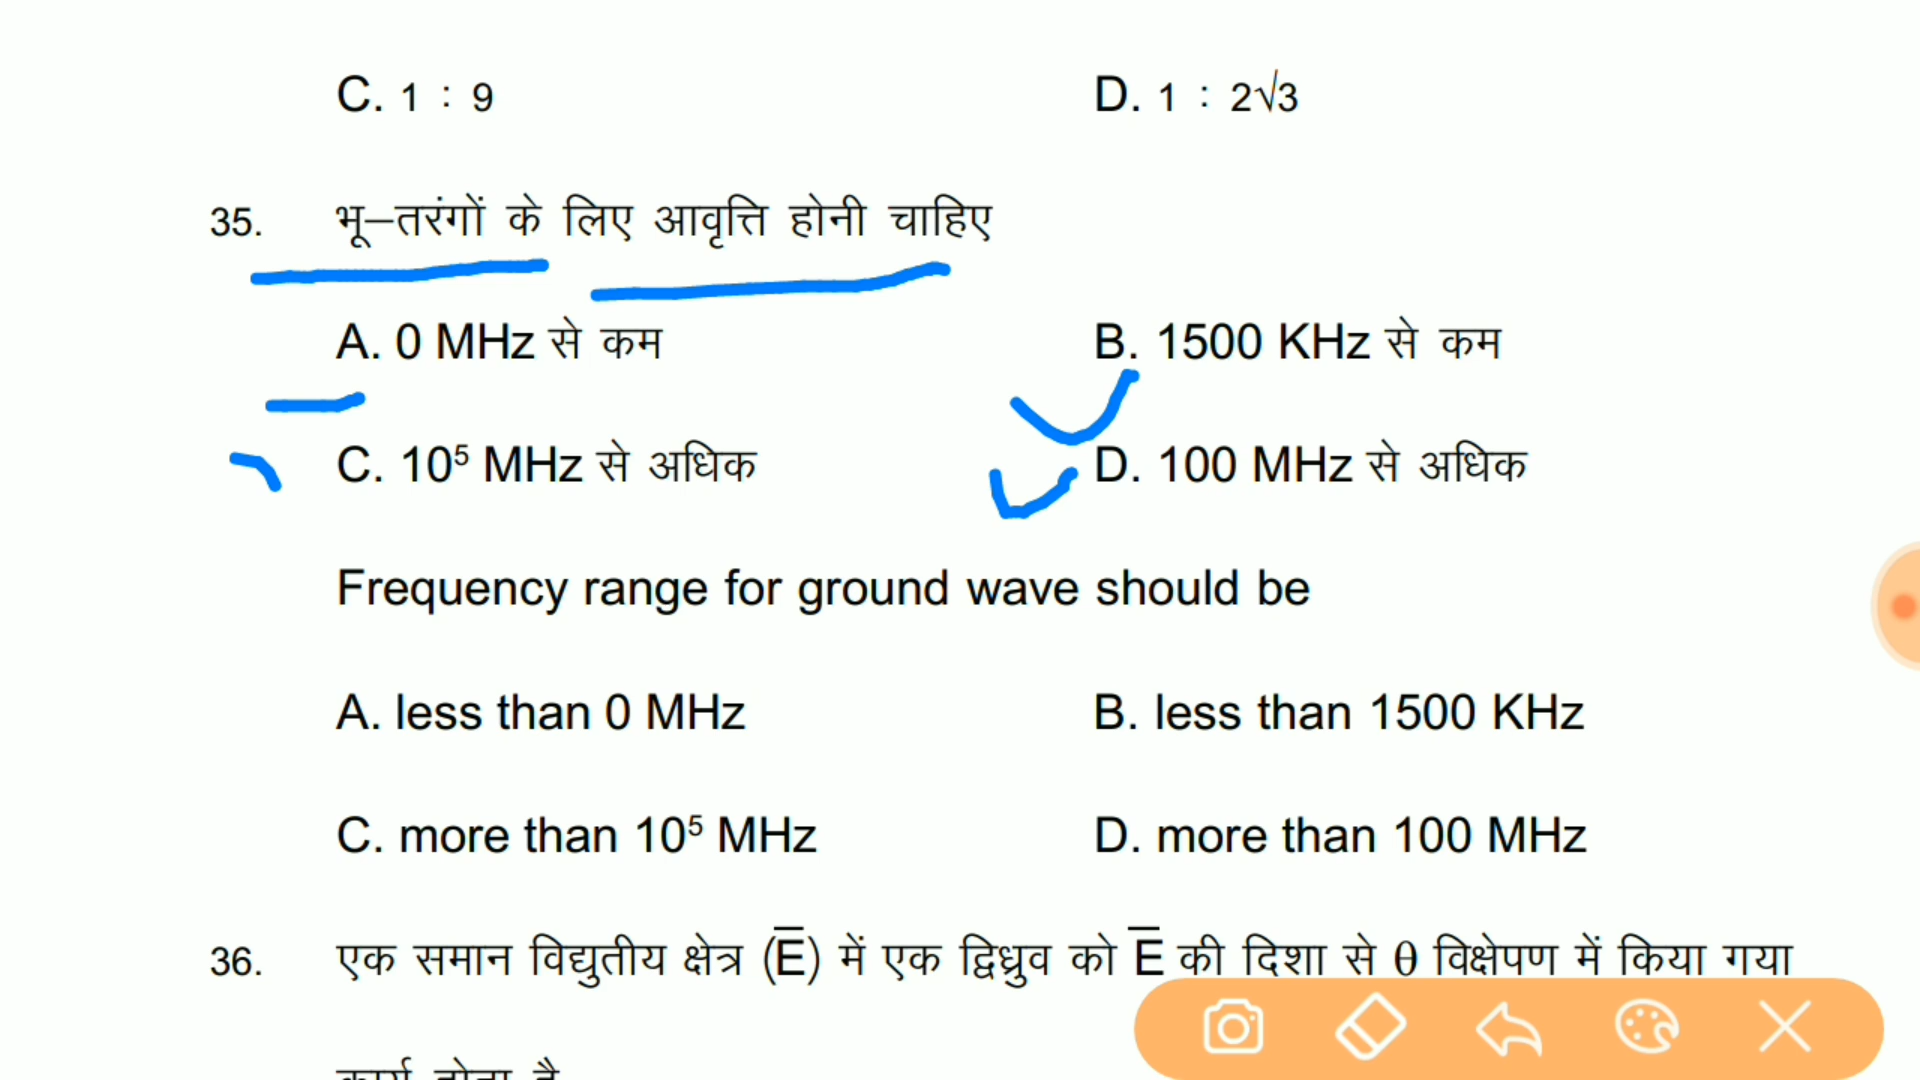 C. 1 : 9 D. 1 : 2√3
35. भू–तरंगों के लिए आवृत्ति होनी चाहिए
A. 0 MHz से कम B. 1500 KHz से कम
C. 10⁵ MHz से अधिक D. 100 MHz से अधिक
Frequency range for ground wave should be
A. less than 0 MHz B. less than 1500 KHz
C. more than 10⁵ MHz D. more than 100 MHz
36. एक समान विद्युतीय क्षेत्र (E̅) में एक द्विध्रुव को E̅ की दिशा से θ विक्षेपण में किया गया